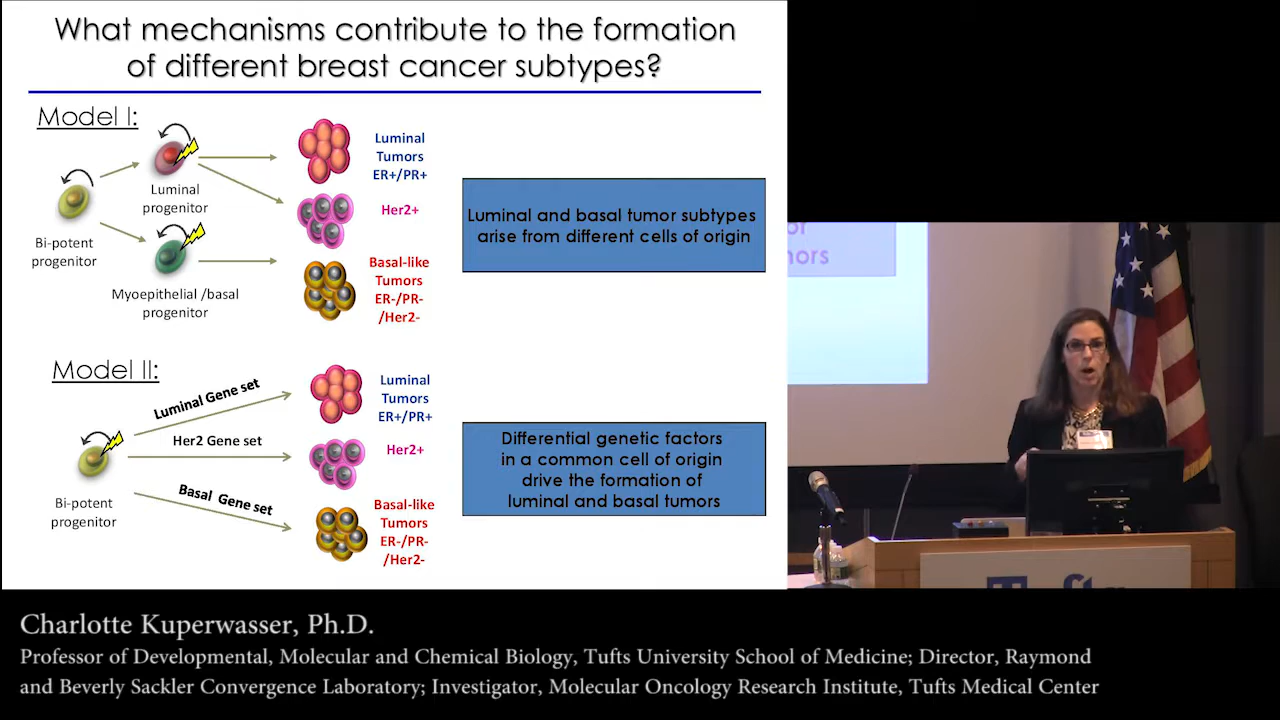 What mechanisms contribute to the formation
of different breast cancer subtypes?
Model I:
Bi-potent
progenitor
Luminal
progenitor
Myoepithelial /basal
progenitor
Luminal
Tumors
ER+/PR+
Her2+
Basal-like
Tumors
ER-/PR-
/Her2-
Luminal and basal tumor subtypes
arise from different cells of origin
Model II:
Bi-potent
progenitor
Luminal Gene set
Her2 Gene set
Basal Gene set
Luminal
Tumors
ER+/PR+
Her2+
Basal-like
Tumors
ER-/PR-
/Her2-
Differential genetic factors
in a common cell of origin
drive the formation of
luminal and basal tumors
Charlotte Kuperwasser, Ph.D.
Professor of Developmental, Molecular and Chemical Biology, Tufts University School of Medicine; Director, Raymond
and Beverly Sackler Convergence Laboratory; Investigator, Molecular Oncology Research Institute, Tufts Medical Center